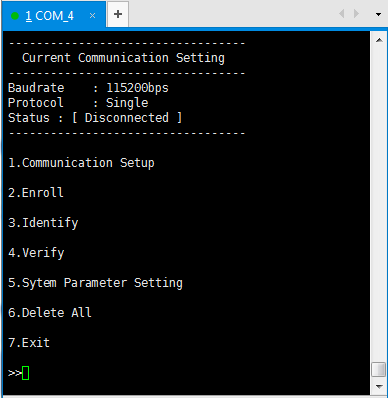 1 COM_4 × +
----------------------------------
Current Communication Setting
----------------------------------
Baudrate    : 115200bps
Protocol    : Single
Status : [ Disconnected ]
----------------------------------
1.Communication Setup
2.Enroll
3.Identify
4.Verify
5.Sytem Parameter Setting
6.Delete All
7.Exit
>>